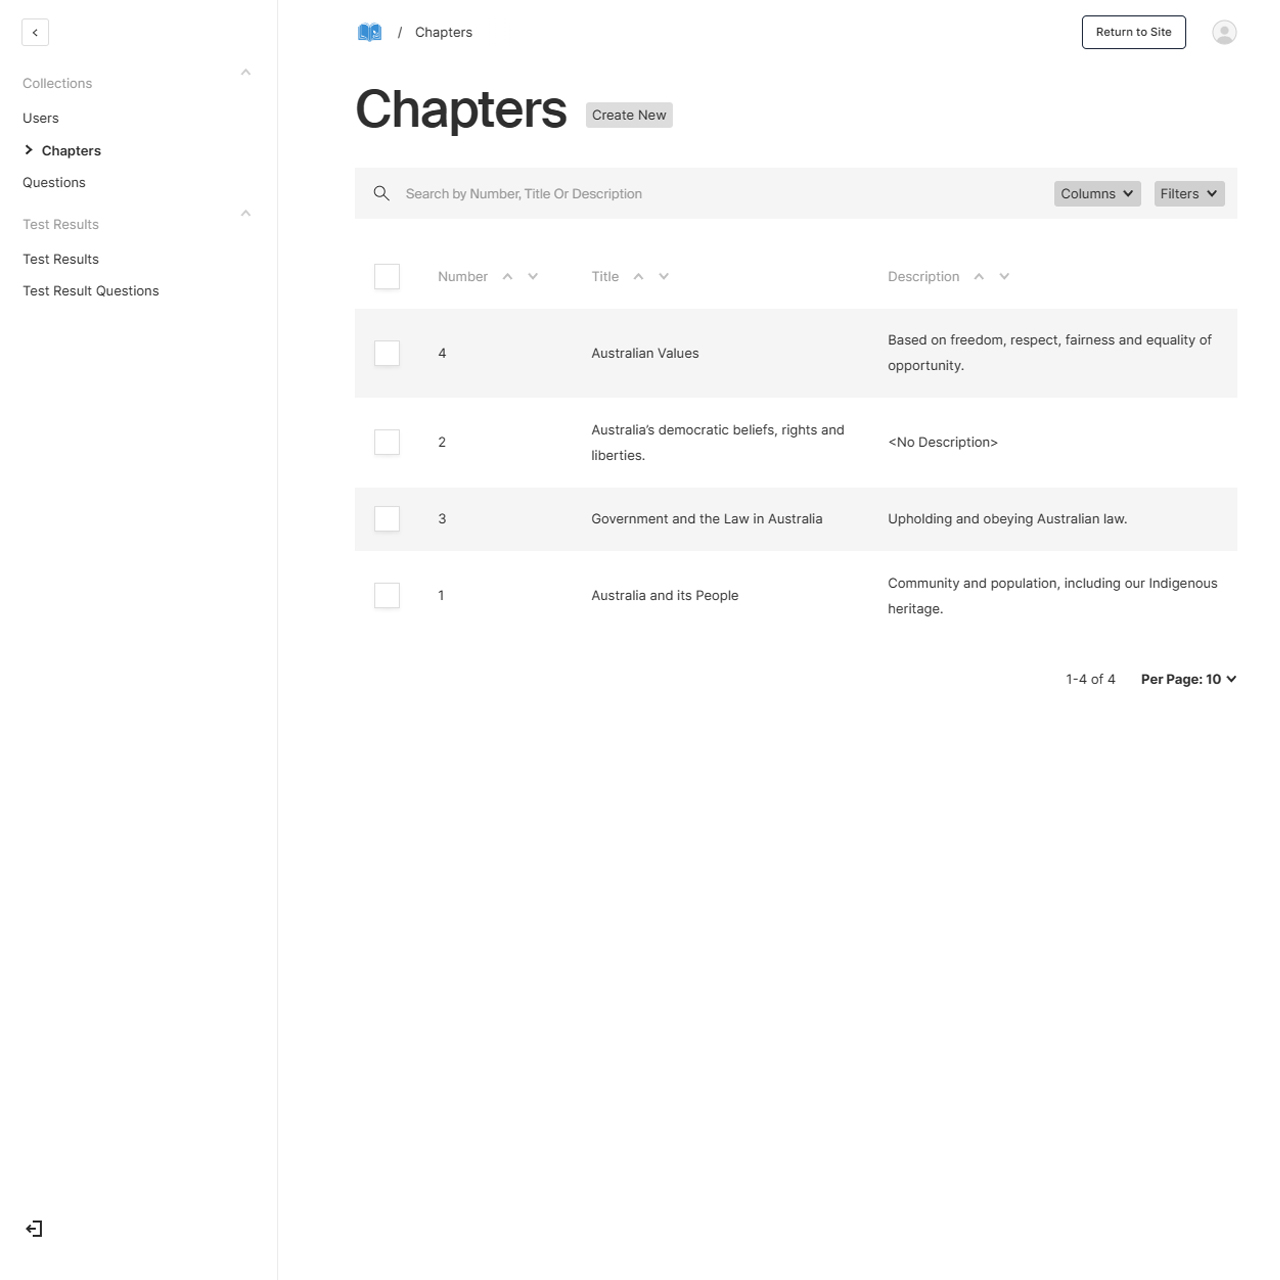 / Chapters
Return to Site
Collections
Users
Chapters
Questions
Test Results
Test Results
Test Result Questions
Chapters
Create New
Search by Number, Title Or Description
Columns
Filters
Number
Title
Description
4
Australian Values
Based on freedom, respect, fairness and equality of
opportunity.
2
Australia’s democratic beliefs, rights and
liberties.
<No Description>
3
Government and the Law in Australia
Upholding and obeying Australian law.
1
Australia and its People
Community and population, including our Indigenous
heritage.
1-4 of 4
Per Page: 10